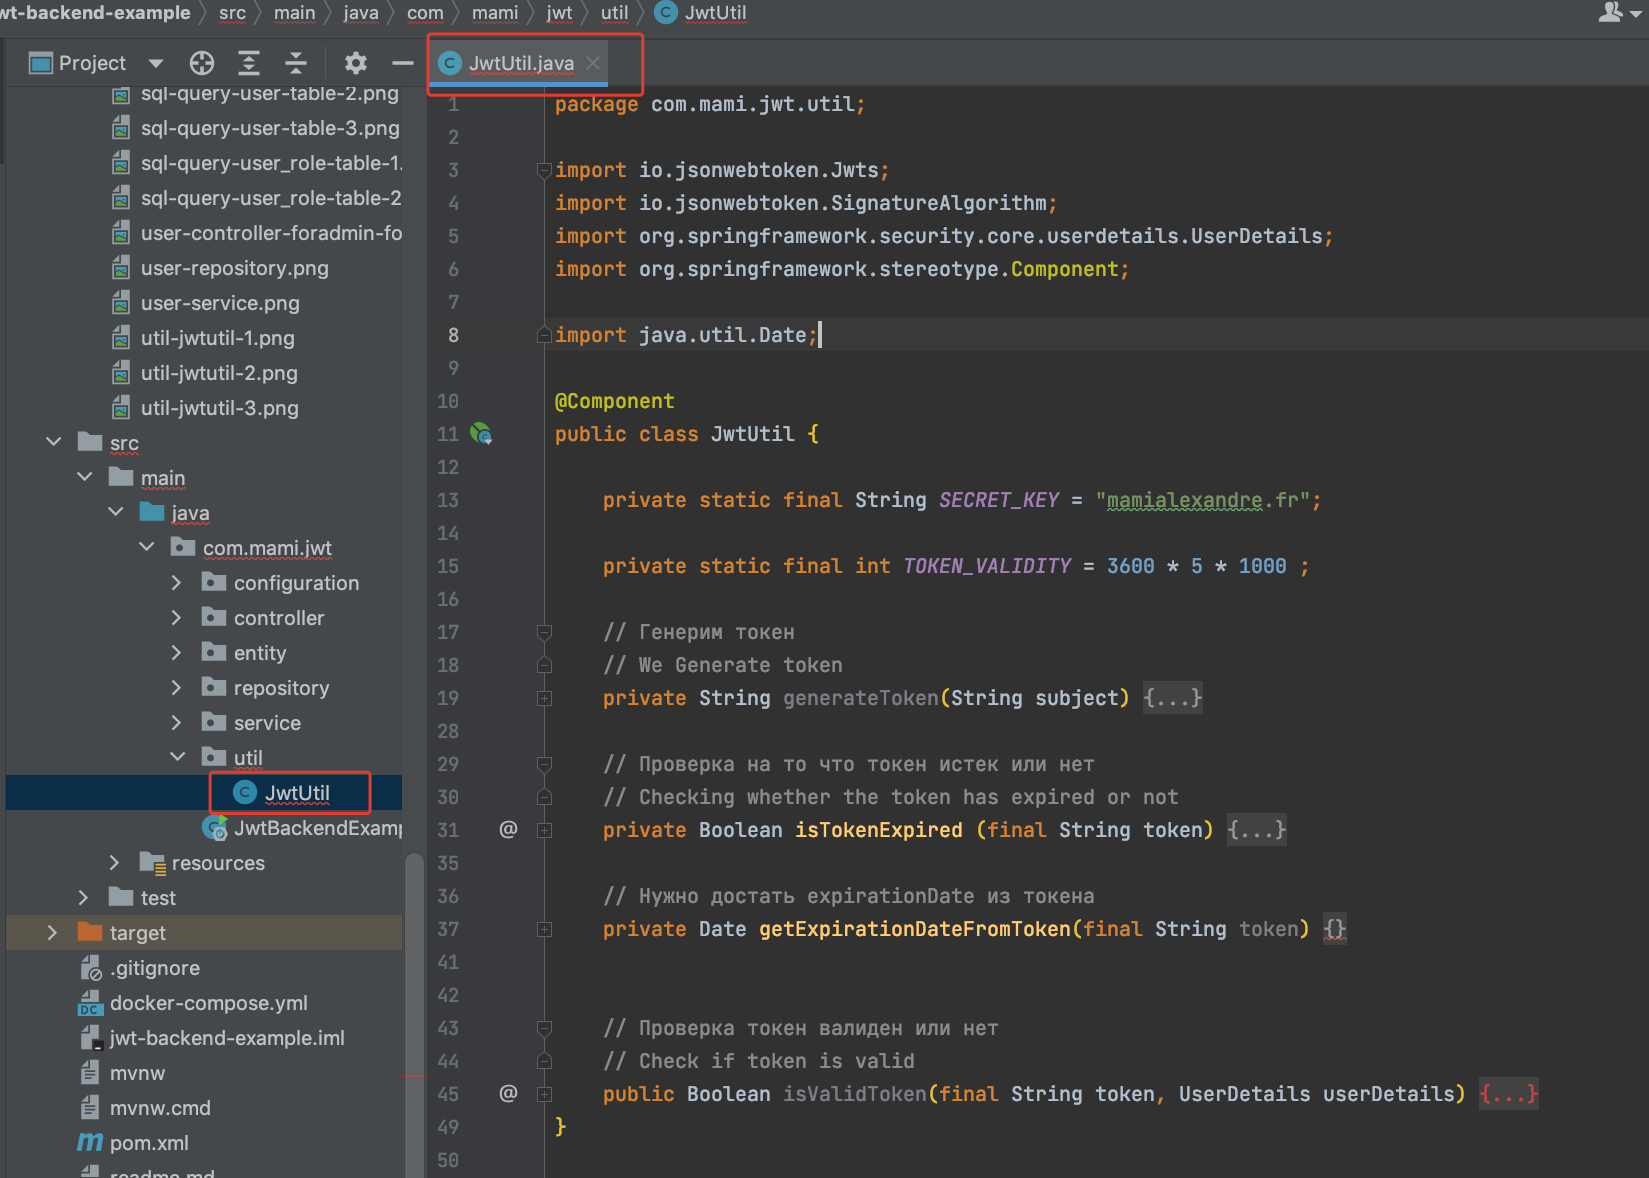 wt-backend-example
src
main
java
com
mami
jwt
util
JwtUtil
Project
JwtUtil.java
sql-query-user-table-2.png
sql-query-user-table-3.png
sql-query-user_role-table-1.
sql-query-user_role-table-2
user-controller-foradmin-fo
user-repository.png
user-service.png
util-jwtutil-1.png
util-jwtutil-2.png
util-jwtutil-3.png
src
main
java
com.mami.jwt
configuration
controller
entity
repository
service
util
JwtUtil
JwtBackendExamp
resources
test
target
.gitignore
DC docker-compose.yml
jwt-backend-example.iml
mvnw
mvnw.cmd
m pom.xml
readme.md
1 package com.mami.jwt.util;
2
3 import io.jsonwebtoken.Jwts;
4 import io.jsonwebtoken.SignatureAlgorithm;
5 import org.springframework.security.core.userdetails.UserDetails;
6 import org.springframework.stereotype.Component;
7
8 import java.util.Date;
9
10 @Component
11 public class JwtUtil {
12
13 private static final String SECRET_KEY = "mamialexandre.fr";
14
15 private static final int TOKEN_VALIDITY = 3600 * 5 * 1000 ;
16
17 // Генерим токен
18 // We Generate token
19 private String generateToken(String subject) {...}
28
29 // Проверка на то что токен истек или нет
30 // Checking whether the token has expired or not
31 @ private Boolean isTokenExpired (final String token) {...}
35
36 // Нужно достать expirationDate из токена
37 private Date getExpirationDateFromToken(final String token) {}
41
42
43 // Проверка токен валиден или нет
44 // Check if token is valid
45 @ public Boolean isValidToken(final String token, UserDetails userDetails) {...}
49 }
50